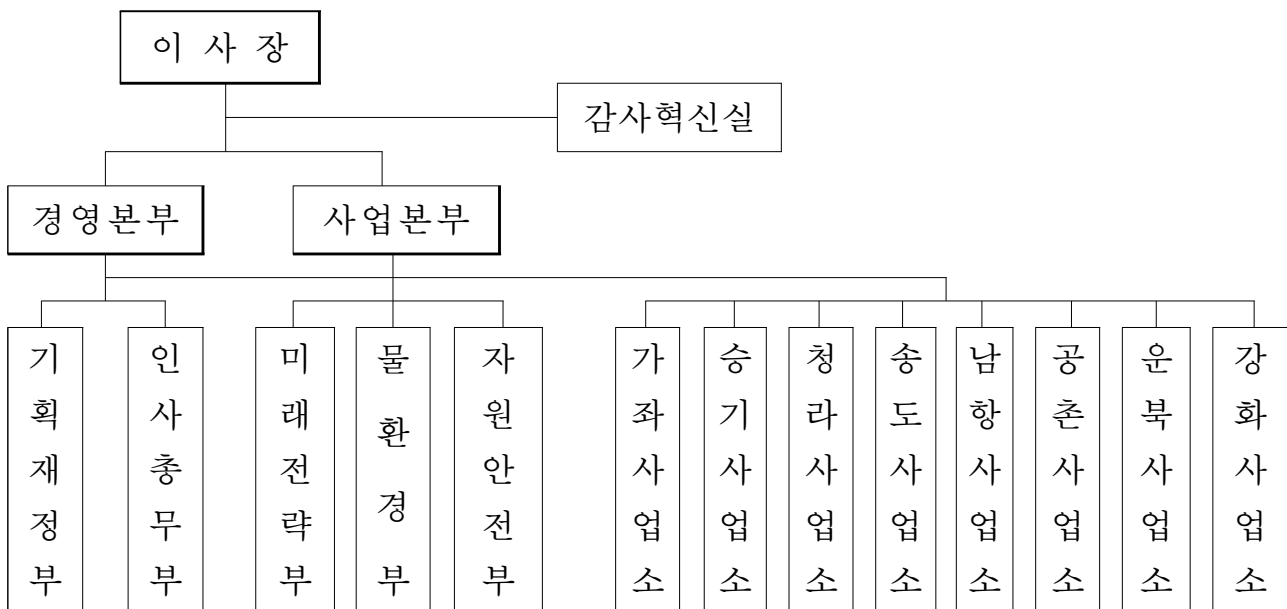 이 사 장
감사혁신실
경영본부
사업본부
기획재정부
인사총무부
미래전략부
물환경부
자원안전부
가좌사업소
승기사업소
청라사업소
송도사업소
남항사업소
공촌사업소
운북사업소
강화사업소